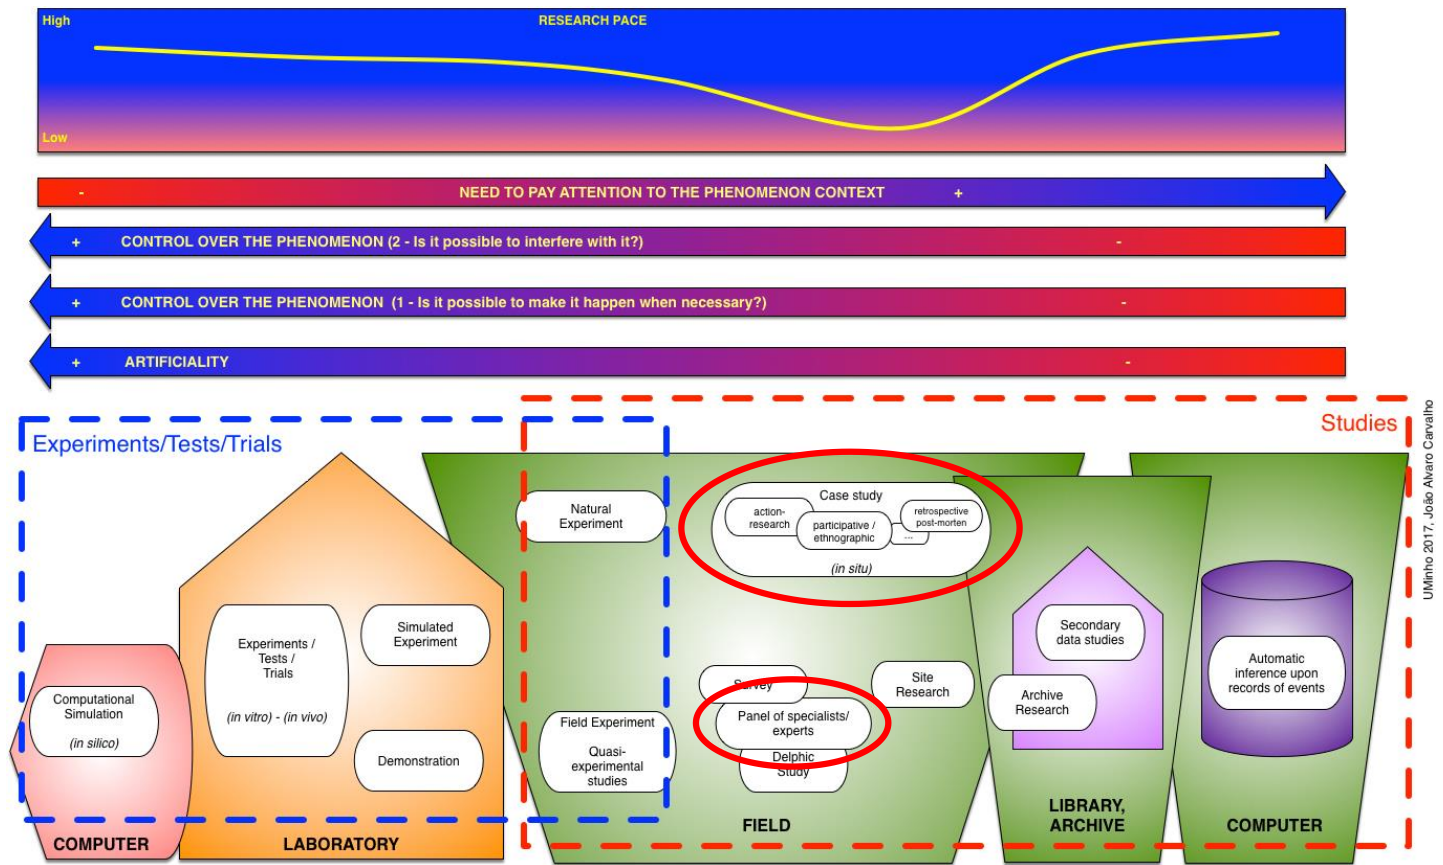 High
RESEARCH PACE
Low
- NEED TO PAY ATTENTION TO THE PHENOMENON CONTEXT +
+ CONTROL OVER THE PHENOMENON (2 - Is it possible to interfere with it?) -
+ CONTROL OVER THE PHENOMENON (1 - Is it possible to make it happen when necessary?) -
+ ARTIFICIALITY -
Experiments/Tests/Trials
Studies
Computational
Simulation
(in silico)
COMPUTER
Experiments /
Tests /
Trials
(in vitro) - (in vivo)
Simulated
Experiment
Demonstration
LABORATORY
Natural
Experiment
Field Experiment
Quasi-
experimental
studies
Case study
action-
research
participative /
ethnographic
retrospective
post-morten
...
(in situ)
Survey
Panel of specialists/
experts
Delphic
Study
Site
Research
FIELD
Secondary
data studies
Archive
Research
LIBRARY,
ARCHIVE
Automatic
inference upon
records of events
COMPUTER
UMinho 2017, João Alvaro Carvalho